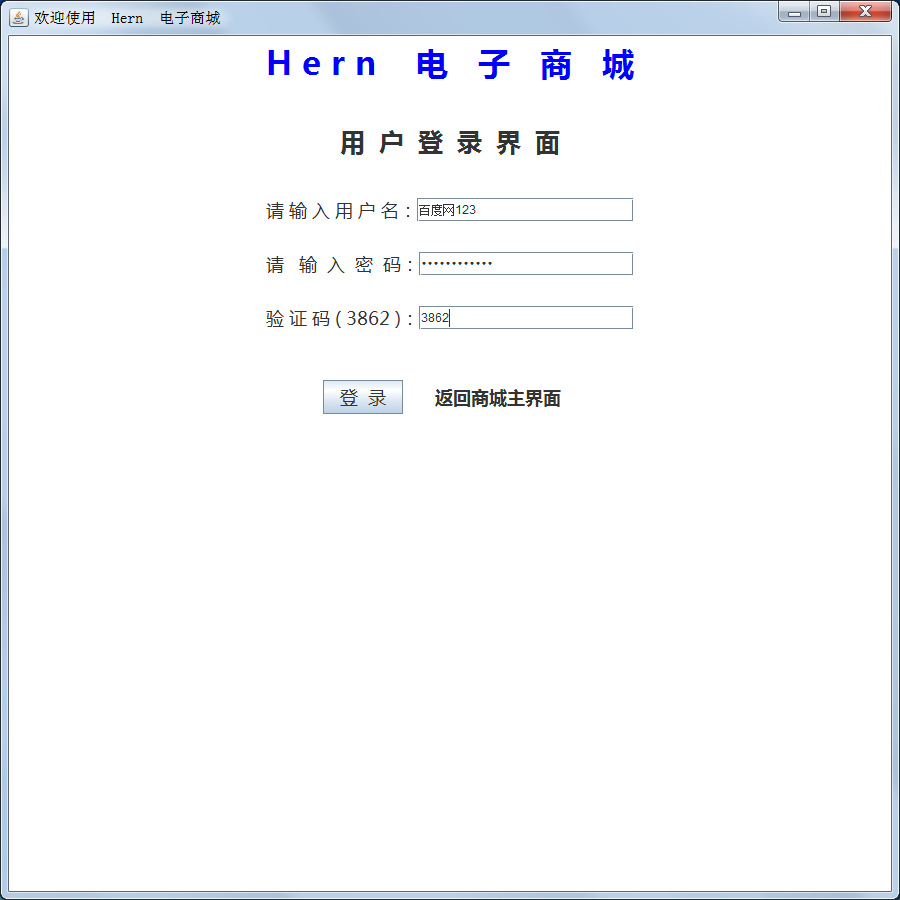 欢迎使用 Hern 电子商城
Hern 电子商城
用户登录界面
请输入用户名：百度网123
请输入密码：••••••••••••
验证码(3862)：3862
登录 返回商城主界面